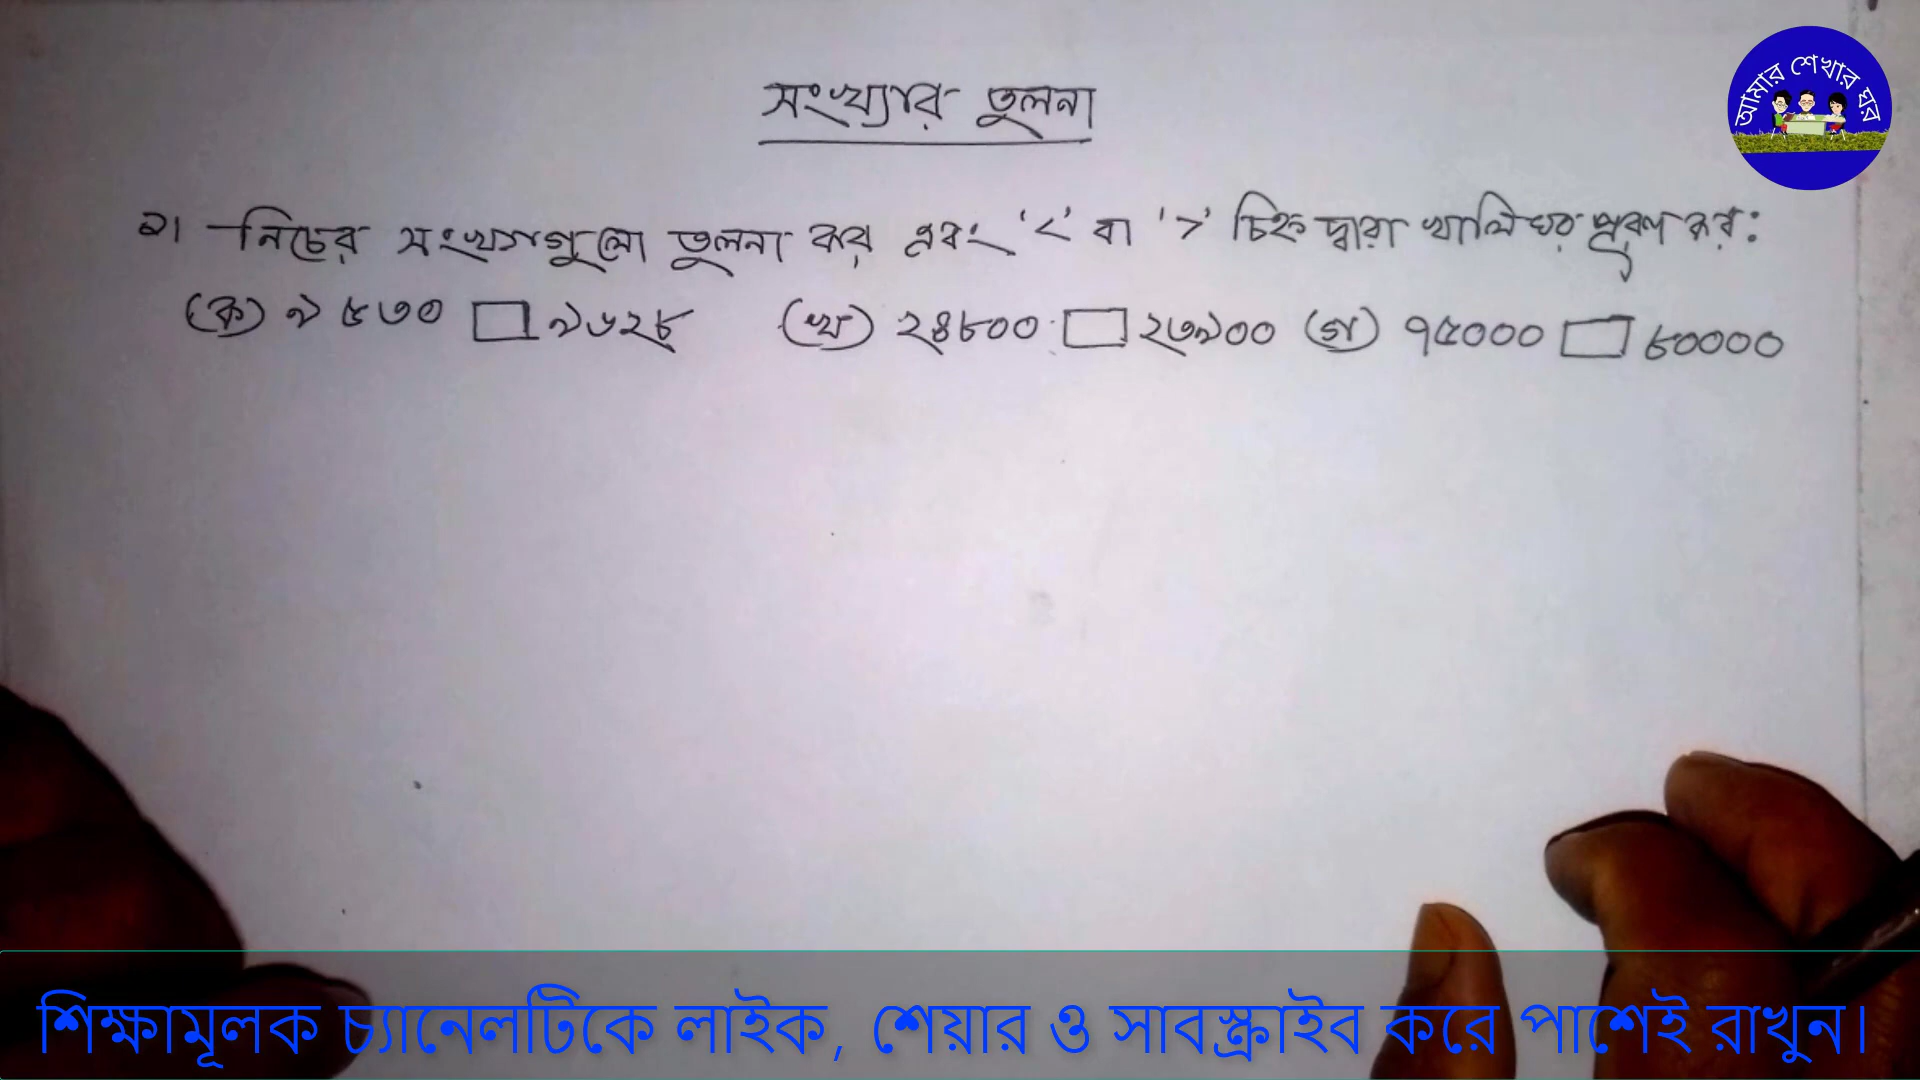 সংখ্যার তুলনা
আমার শেখার ঘর
২। নিচের সংখ্যাগুলো তুলনা কর এবং '<' বা '>' চিহ্ন দ্বারা খালি ঘর পূরণ কর:
(ক) ৯৫৩০ □ ৯৬২৮ (খ) ২৪৮০০ □ ২৩৯০০ (গ) ৭৫০০০ □ ৮০০০০
শিক্ষামূলক চ্যানেলটিকে লাইক, শেয়ার ও সাবস্ক্রাইব করে পাশেই রাখুন।